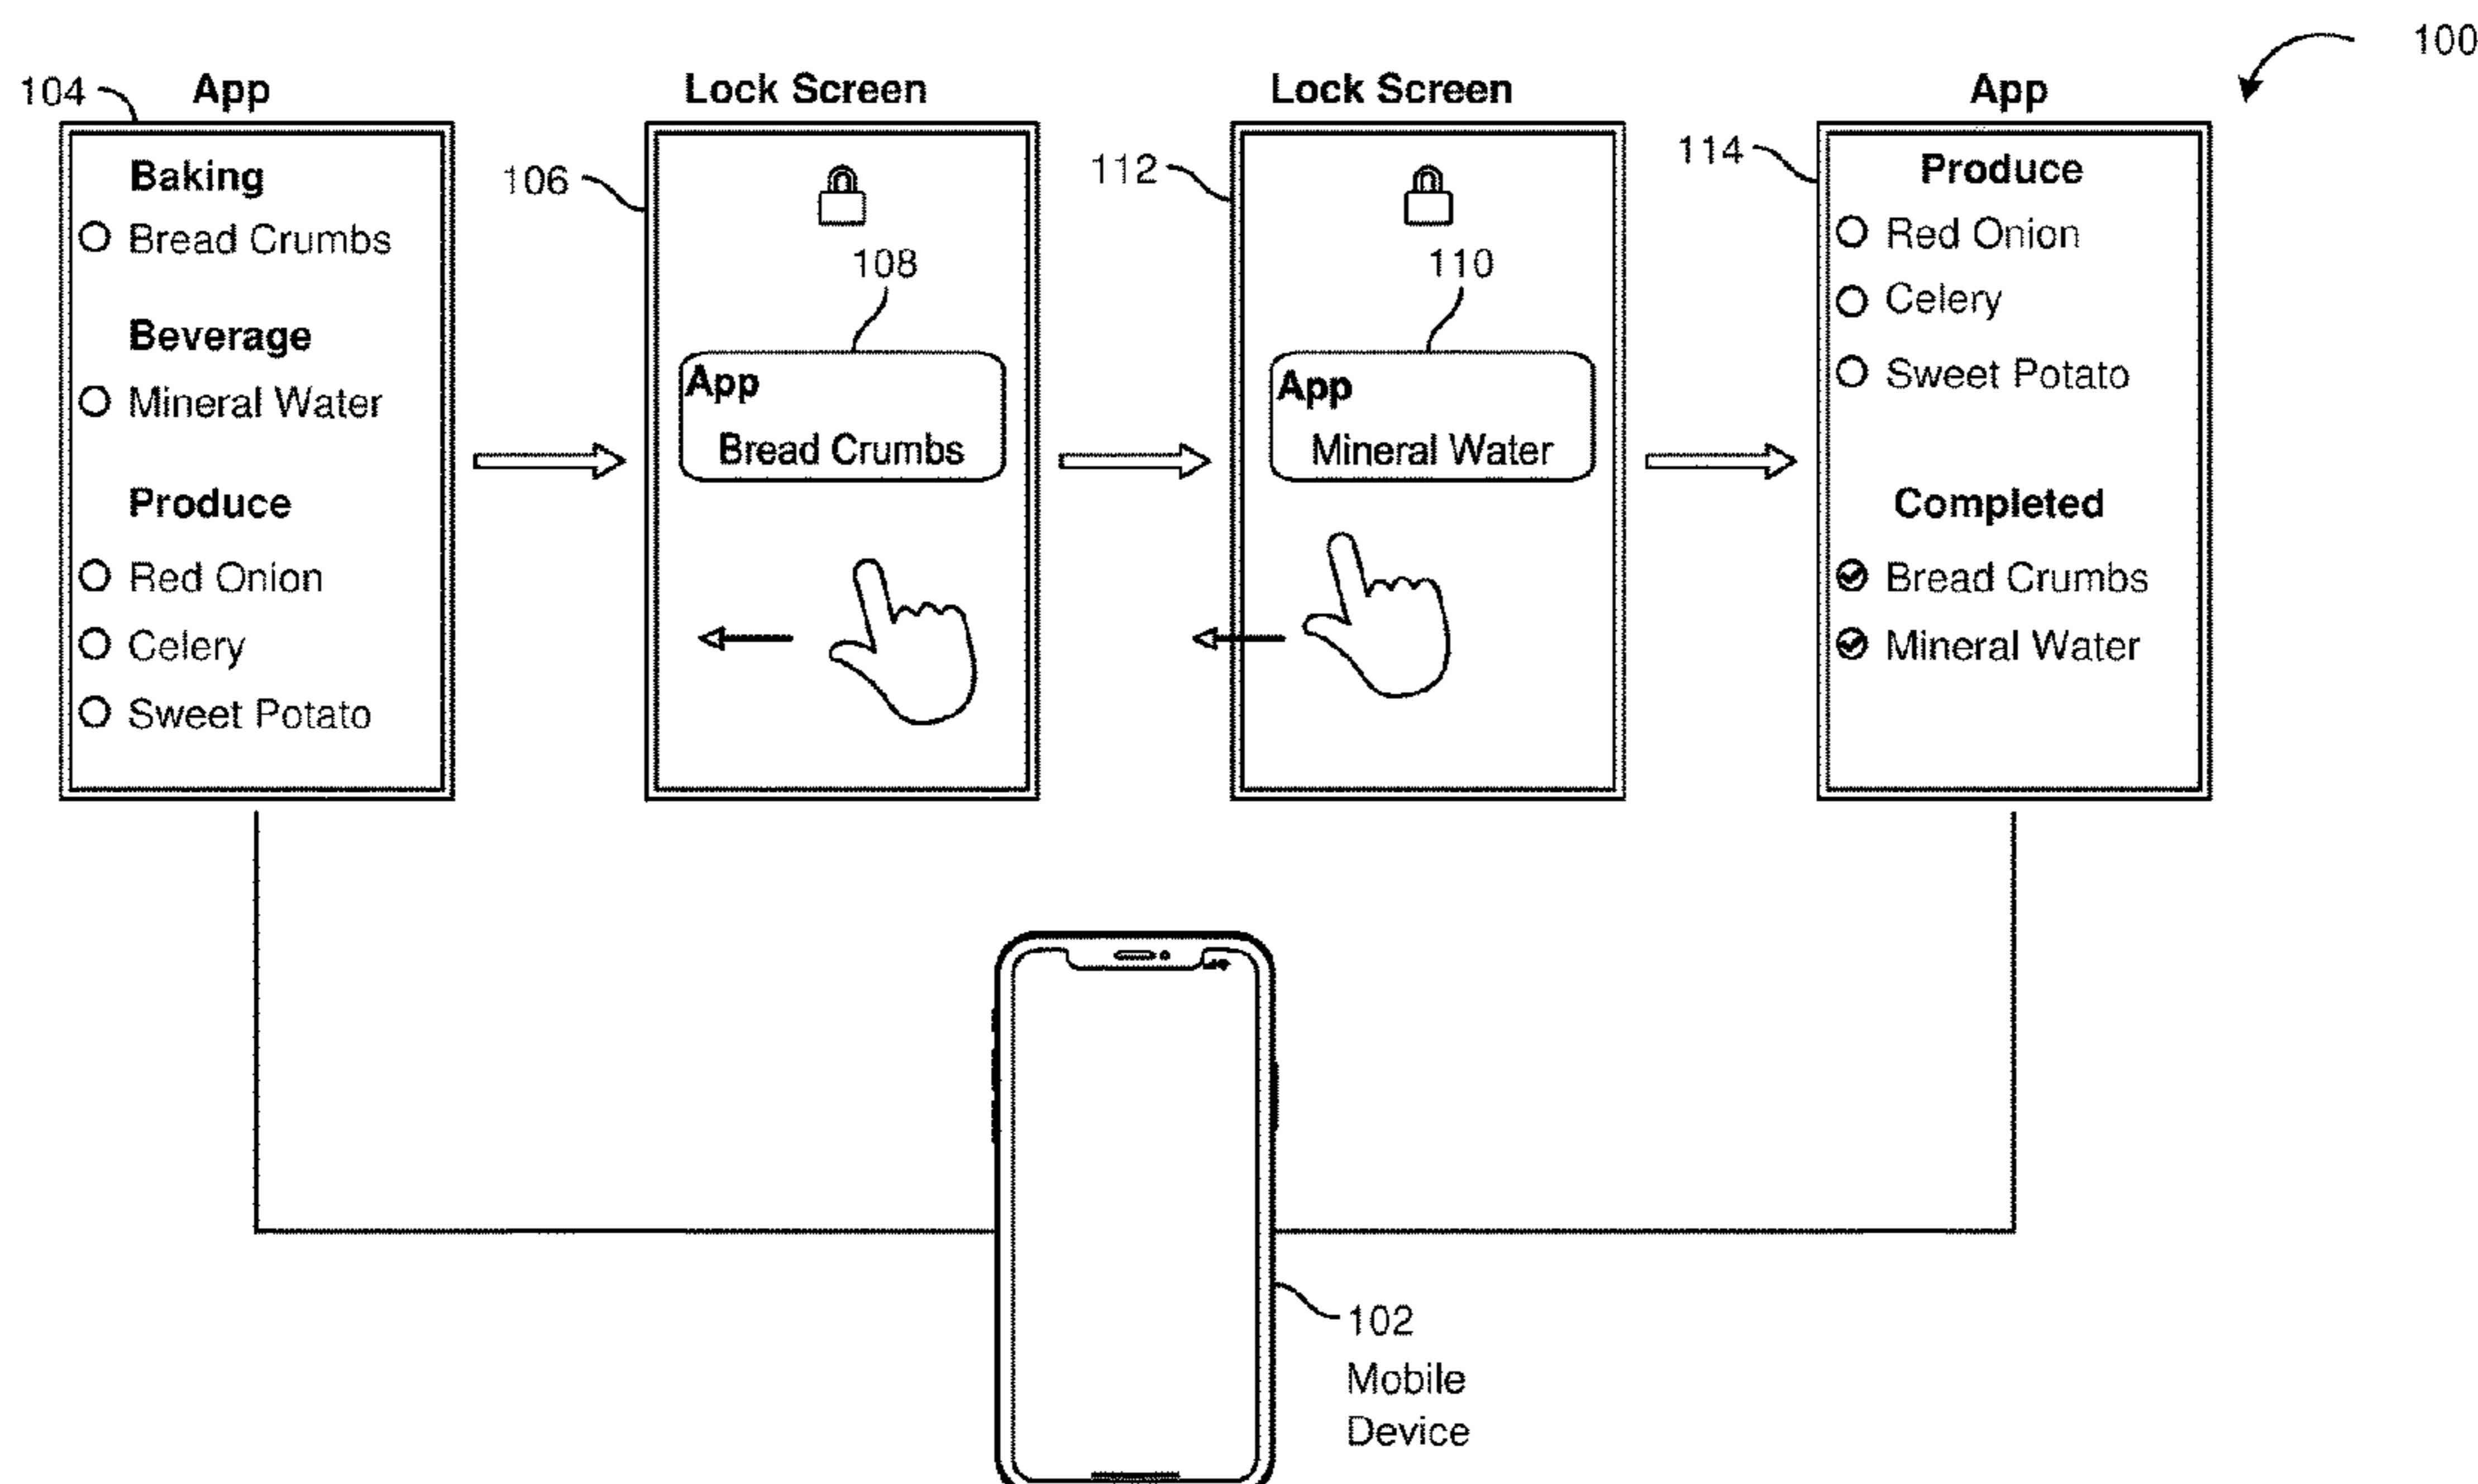 100
104
App
Baking
Bread Crumbs
Beverage
Mineral Water
Produce
Red Onion
Celery
Sweet Potato
Lock Screen
106
108
App
Bread Crumbs
Lock Screen
112
110
App
Mineral Water
App
114
Produce
Red Onion
Celery
Sweet Potato
Completed
Bread Crumbs
Mineral Water
102
Mobile
Device